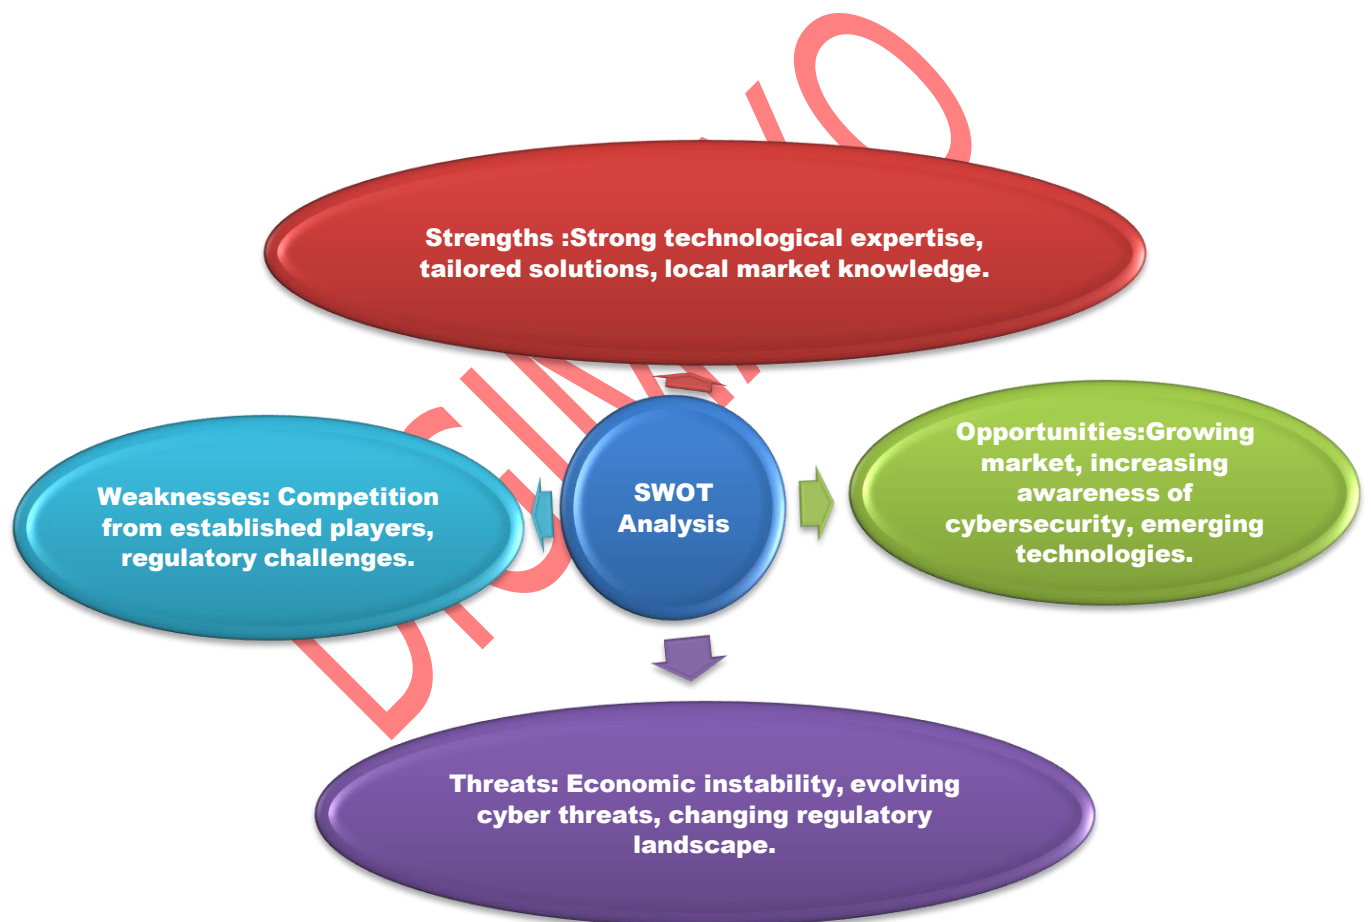 Strengths :Strong technological expertise,
tailored solutions, local market knowledge.
Opportunities:Growing
market, increasing
awareness of
cybersecurity, emerging
technologies.
Weaknesses: Competition
from established players,
regulatory challenges.
SWOT
Analysis
Threats: Economic instability, evolving
cyber threats, changing regulatory
landscape.